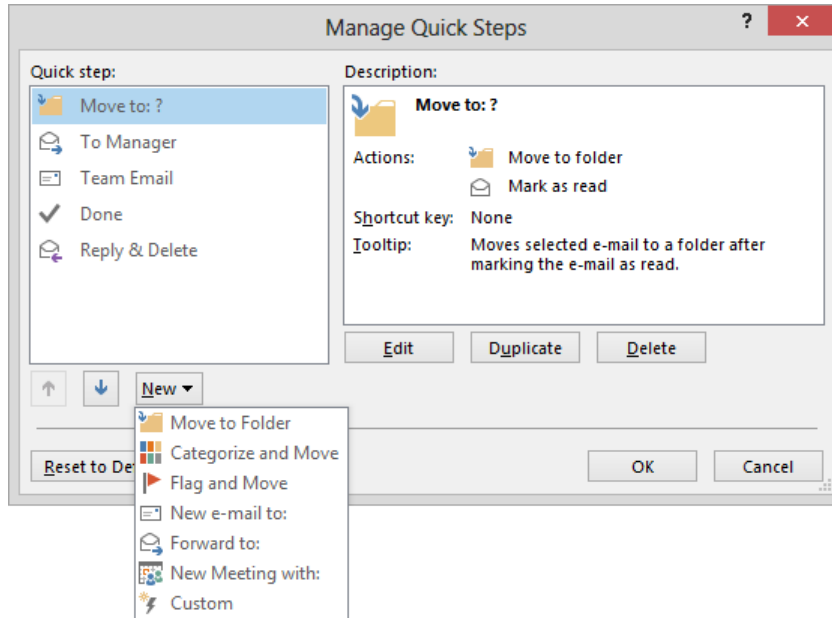 Manage Quick Steps
?
Quick step:
Move to: ?
To Manager
Team Email
Done
Reply & Delete
Description:
Move to: ?
Actions: Move to folder
Mark as read
Shortcut key: None
Tooltip: Moves selected e-mail to a folder after
marking the e-mail as read.
Edit Duplicate Delete
New
Move to Folder
Categorize and Move
Flag and Move
New e-mail to:
Forward to:
New Meeting with:
Custom
Reset to De
OK Cancel